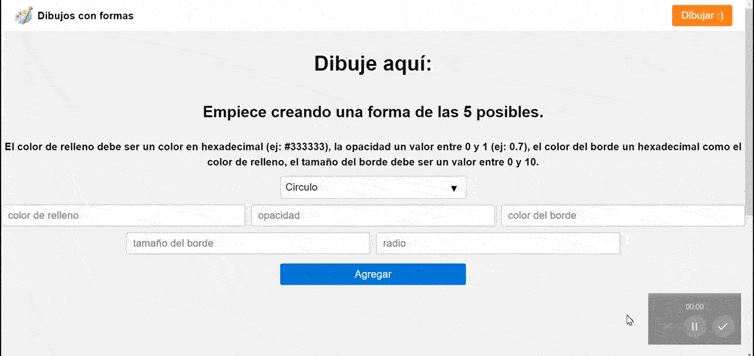 Dibujos con formas
Dibujar :)
Dibuje aquí:
Empiece creando una forma de las 5 posibles.
El color de relleno debe ser un color en hexadecimal (ej: #333333), la opacidad un valor entre 0 y 1 (ej: 0.7), el color del borde un hexadecimal como el
color de relleno, el tamaño del borde debe ser un valor entre 0 y 10.
Circulo
color de relleno
opacidad
color del borde
tamaño del borde
radio
Agregar
00:00